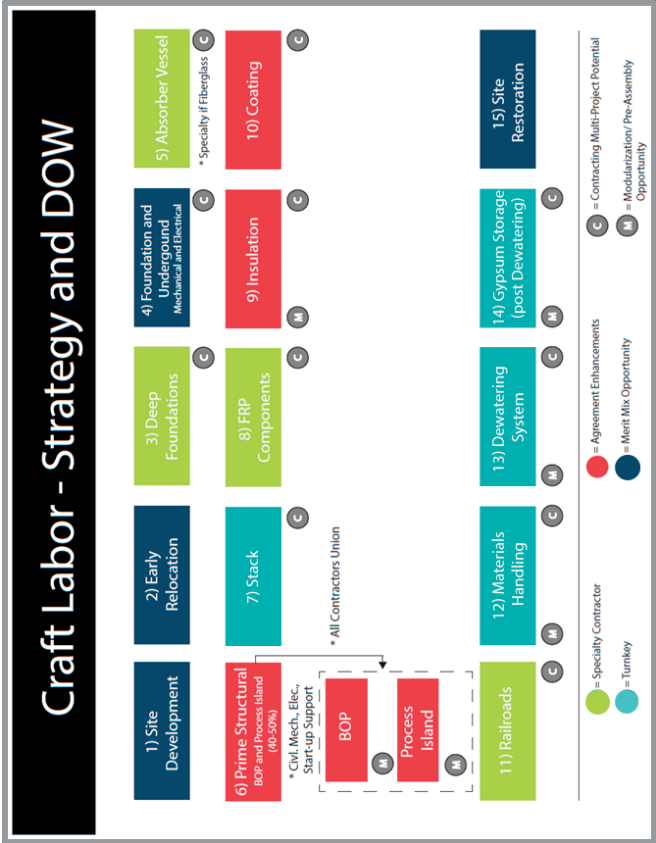 Craft Labor - Strategy and DOW
1) Site
Development
2) Early
Relocation
3) Deep
Foundations
C
4) Foundation and
Undergound
Mechanical and Electrical
C
5) Absorber Vessel
C
* Specialty if Fiberglass
6) Prime Structural
BOP and Process Island
(40-50%)
* Civl. Mech., Elec.,
Start-up Support
7) Stack
C
8) FRP
Components
C
9) Insulation
M
C
10) Coating
C
* All Contractors Union
BOP
M
Process
Island
M
11) Railroads
C
12) Materials
Handling
M
C
13) Dewatering
System
M
C
14) Gypsum Storage
(post Dewatering)
M
C
15) Site
Restoration
= Specialty Contractor
= Turnkey
= Agreement Enhancements
= Merit Mix Opportunity
C = Contracting Multi-Project Potential
M = Modularization/ Pre-Assembly
Opportunity